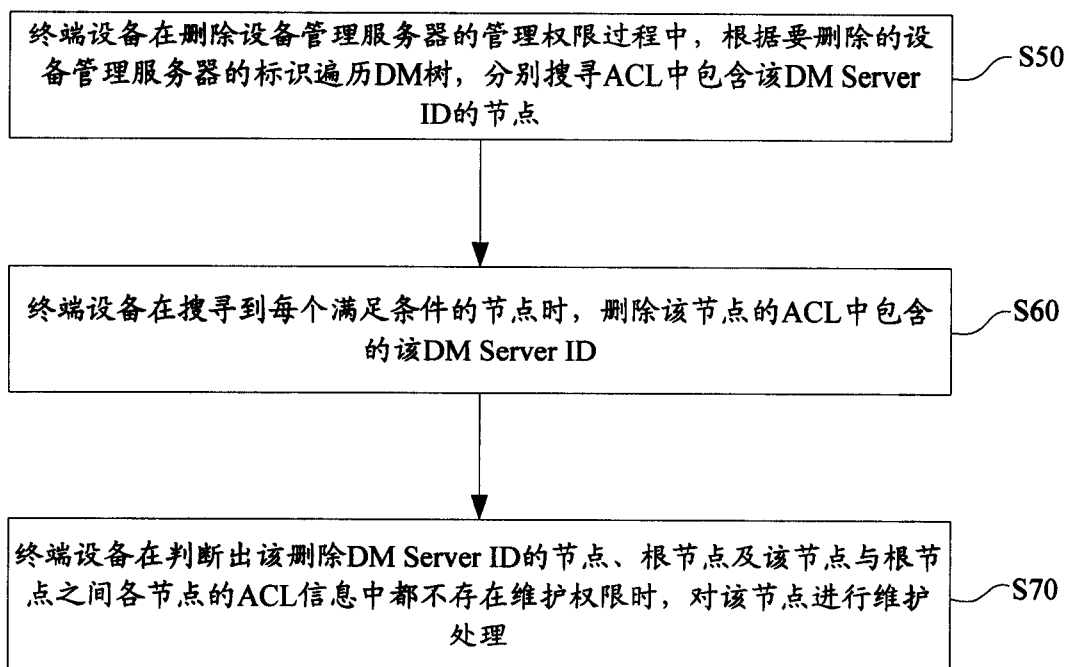 终端设备在删除设备管理服务器的管理权限过程中，根据要删除的设
备管理服务器的标识遍历DM树，分别搜寻ACL中包含该DM Server
ID的节点
S50
终端设备在搜寻到每个满足条件的节点时，删除该节点的ACL中包含
的该DM Server ID
S60
终端设备在判断出该删除DM Server ID的节点、根节点及该节点与根节
点之间各节点的ACL信息中都不存在维护权限时，对该节点进行维护
处理
S70